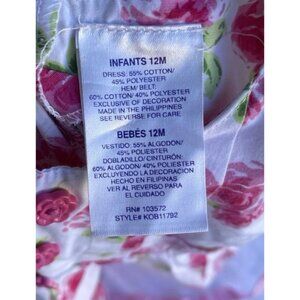 INFANTS 12M
DRESS: 55% COTTON/
45% POLYESTER
HEM/ BELT:
60% COTTON/ 40% POLYESTER
EXCLUSIVE OF DECORATION
MADE IN THE PHILIPPINES
SEE REVERSE FOR CARE
BEBÉS 12M
VESTIDO: 55% ALGODÓN/
45% POLIESTER
DOBLADILLO/ CINTURÓN:
60% ALGODÓN/ 40% POLIESTER
EXCLUYENDO LA DECORACIÓN
HECHO EN FILIPINAS
VER AL REVERSO PARA
EL CUIDADO
RN# 103572
STYLE# KOB11792